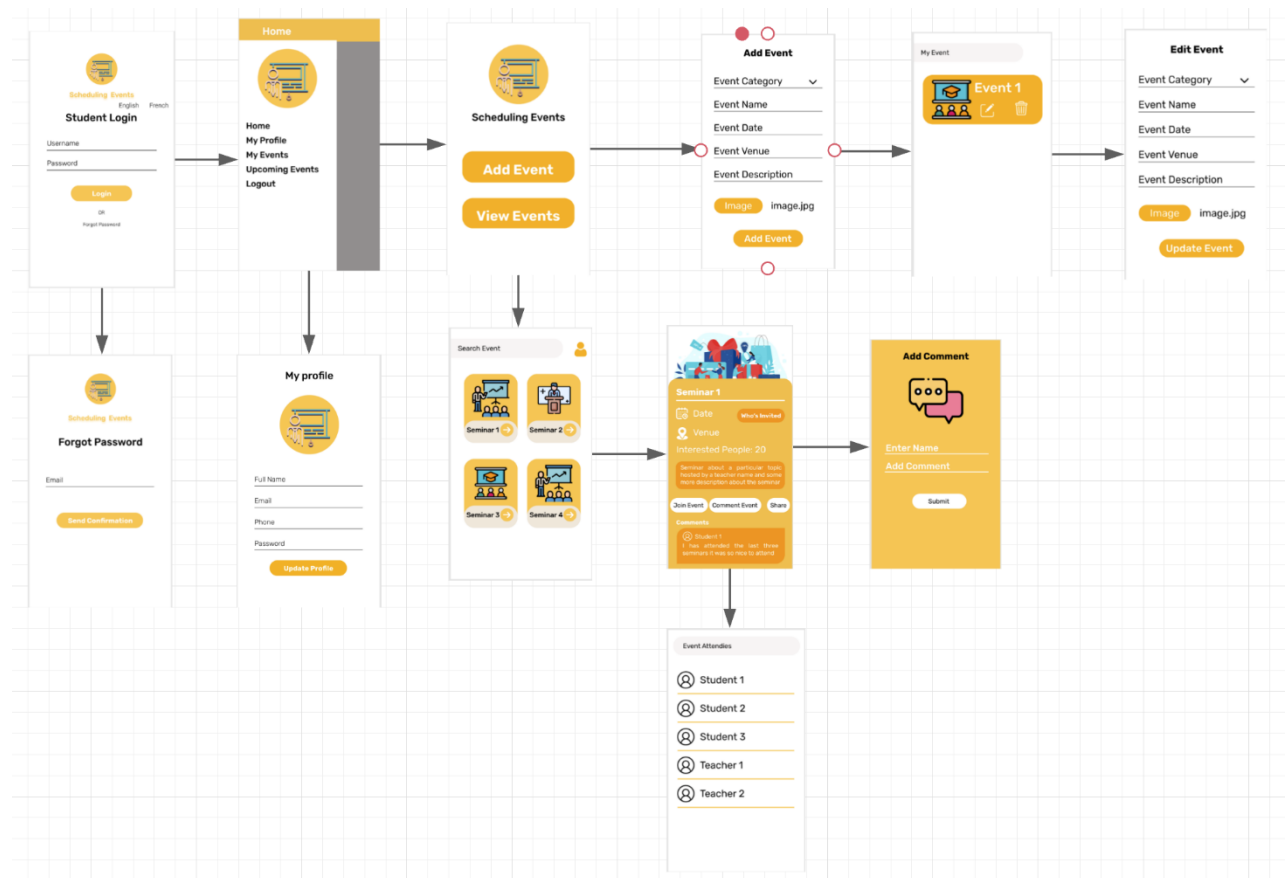 Scheduling Events
English French
Student Login
Username
Password
Login
OR
Forgot Password
Home
Home
My Profile
My Events
Upcoming Events
Logout
Scheduling Events
Add Event
View Events
Add Event
Event Category
Event Name
Event Date
Event Venue
Event Description
Image image.jpg
Add Event
My Event
Event 1
Edit Event
Event Category
Event Name
Event Date
Event Venue
Event Description
Image image.jpg
Update Event
Scheduling Events
Forgot Password
Email
Send Confirmation
My profile
Full Name
Email
Phone
Password
Update Profile
Search Event
Seminar 1
Seminar 2
Seminar 3
Seminar 4
Seminar 1
Date
Who's Invited
Venue
Interested People: 20
Seminar about a particular topic
hosted by a teacher name and some
more description about the seminar
Join Event
Comment Event
Share
Comments
Student 1
I has attended the last three
seminars it was so nice to attend
Add Comment
Enter Name
Add Comment
Submit
Event Attendies
Student 1
Student 2
Student 3
Teacher 1
Teacher 2